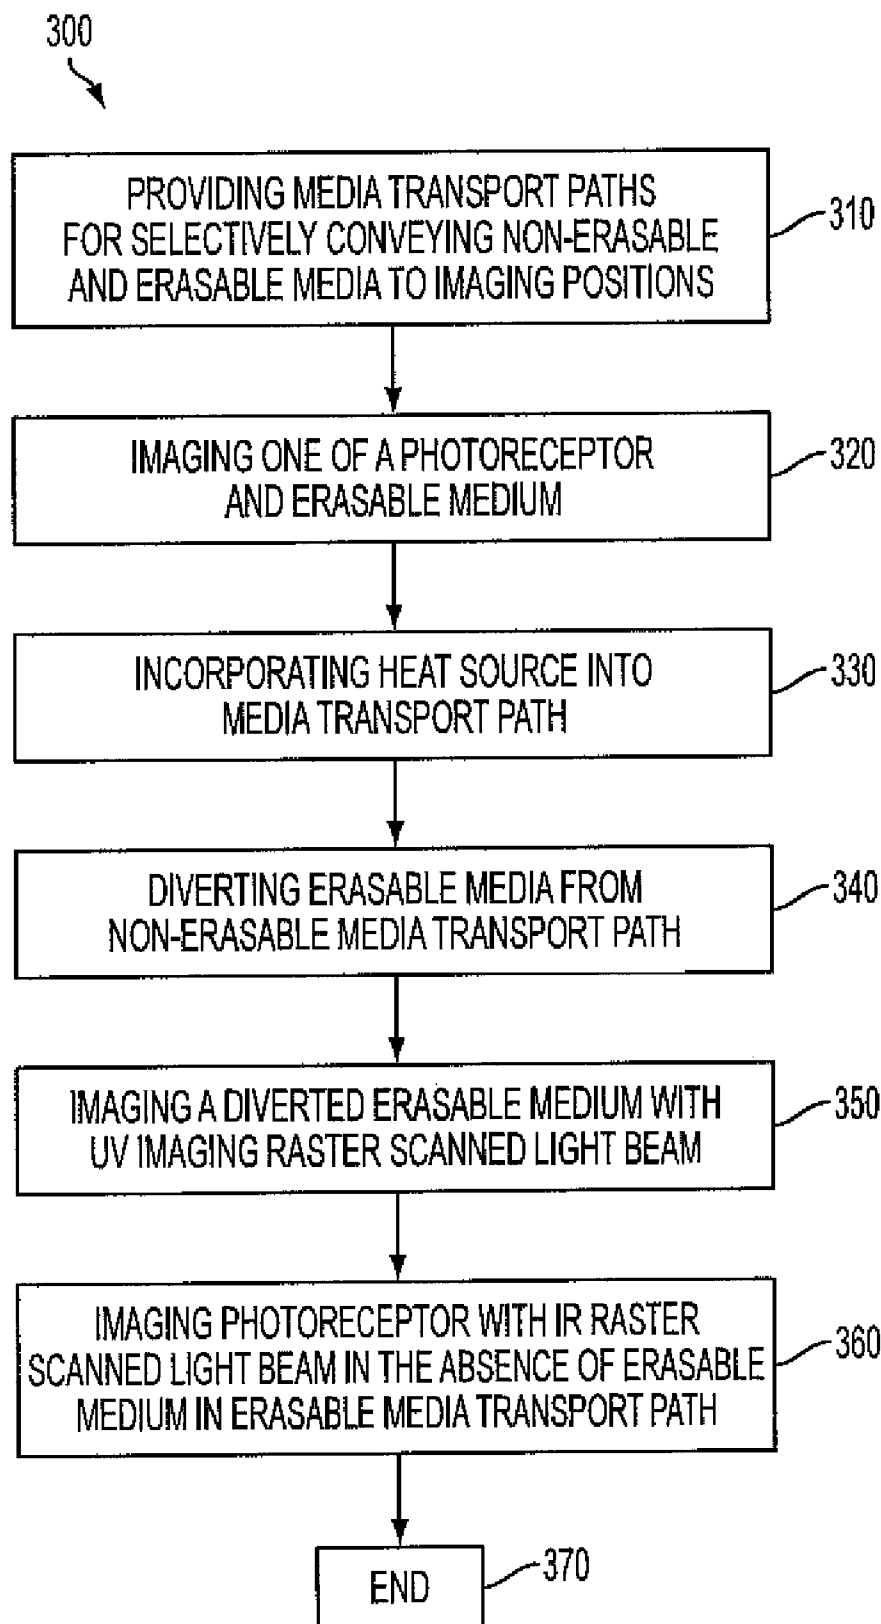 300
PROVIDING MEDIA TRANSPORT PATHS
FOR SELECTIVELY CONVEYING NON-ERASABLE
AND ERASABLE MEDIA TO IMAGING POSITIONS
310
IMAGING ONE OF A PHOTORECEPTOR
AND ERASABLE MEDIUM
320
INCORPORATING HEAT SOURCE INTO
MEDIA TRANSPORT PATH
330
DIVERTING ERASABLE MEDIA FROM
NON-ERASABLE MEDIA TRANSPORT PATH
340
IMAGING A DIVERTED ERASABLE MEDIUM WITH
UV IMAGING RASTER SCANNED LIGHT BEAM
350
IMAGING PHOTORECEPTOR WITH IR RASTER
SCANNED LIGHT BEAM IN THE ABSENCE OF ERASABLE
MEDIUM IN ERASABLE MEDIA TRANSPORT PATH
360
END
370